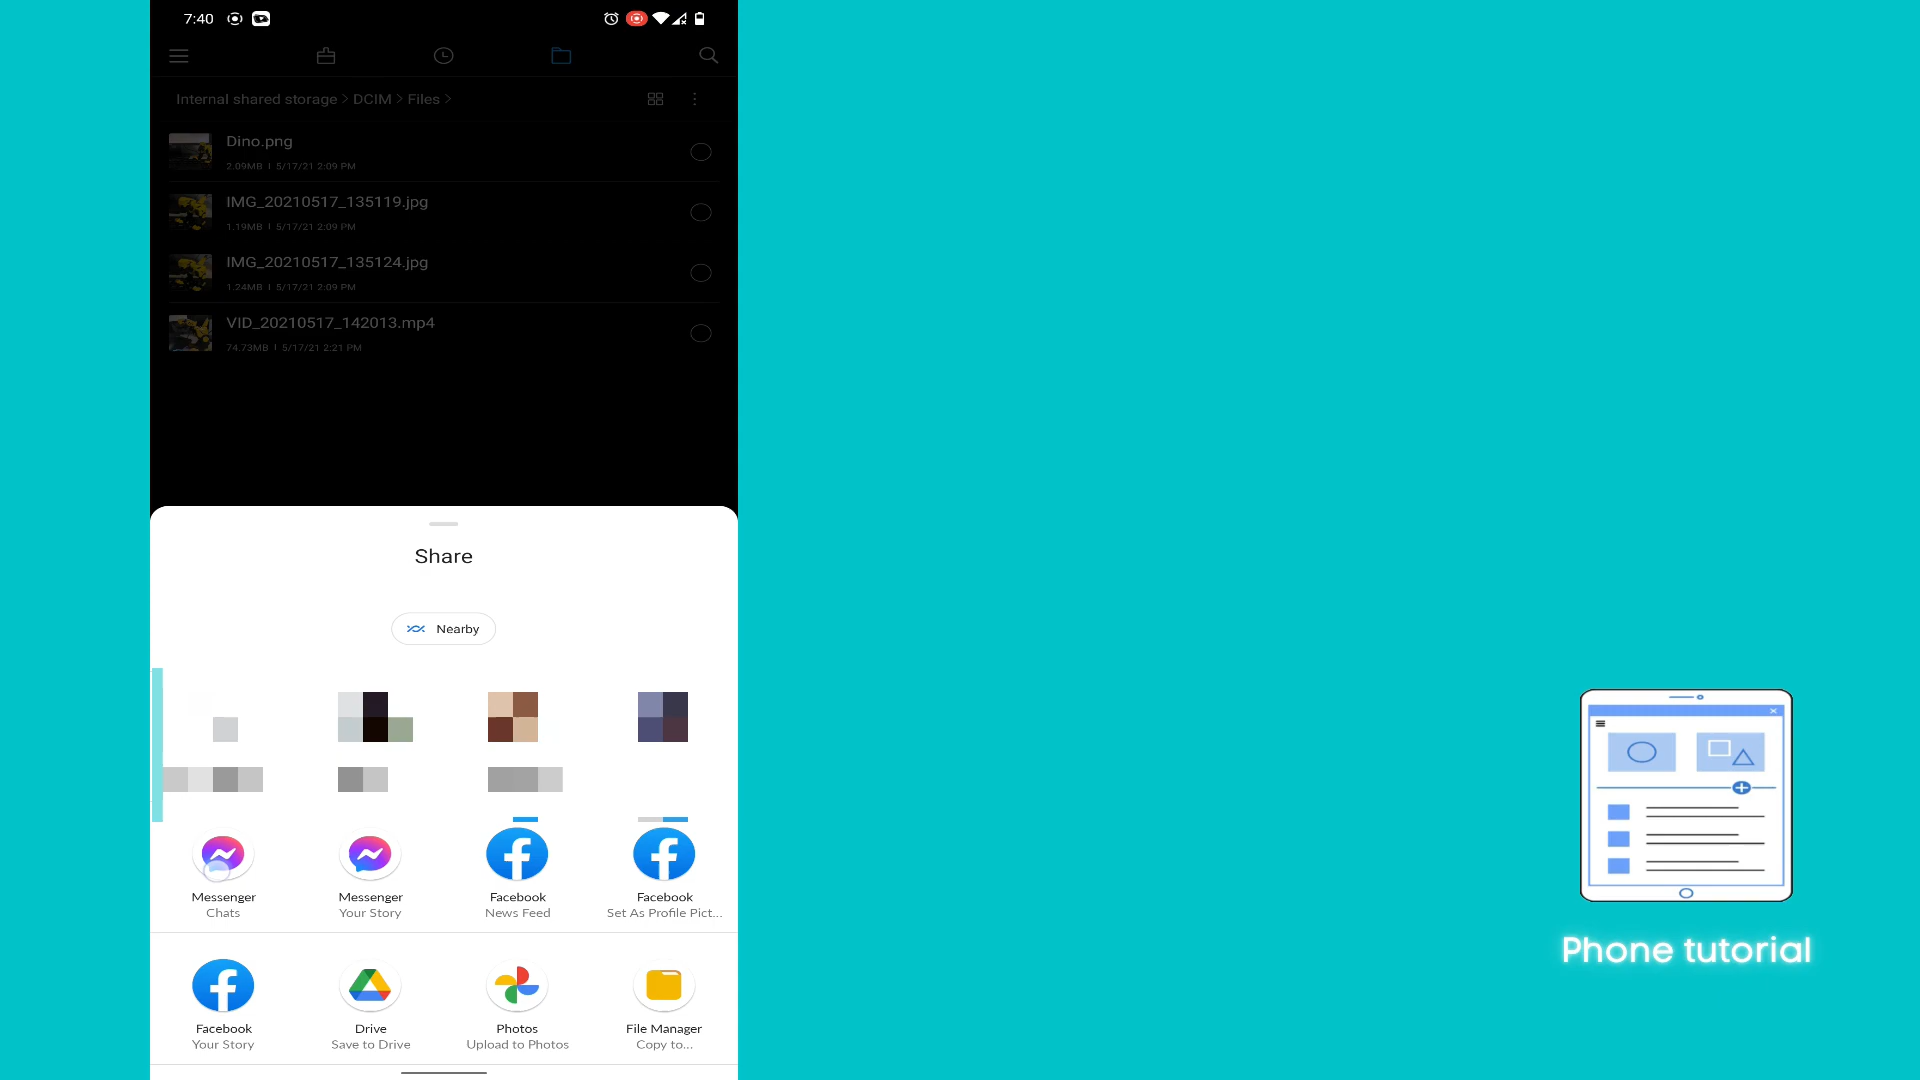 7:40
Internal shared storage > DCIM > Files >
Dino.png
2.09MB | 5/17/21 2:09 PM
IMG_20210517_135119.jpg
1.19MB | 5/17/21 2:09 PM
IMG_20210517_135124.jpg
1.24MB | 5/17/21 2:09 PM
VID_20210517_142013.mp4
74.73MB | 5/17/21 2:21 PM
Share
Nearby
Messenger
Chats
Messenger
Your Story
Facebook
News Feed
Facebook
Set As Profile Pict...
Facebook
Your Story
Drive
Save to Drive
Photos
Upload to Photos
File Manager
Copy to...
Phone tutorial